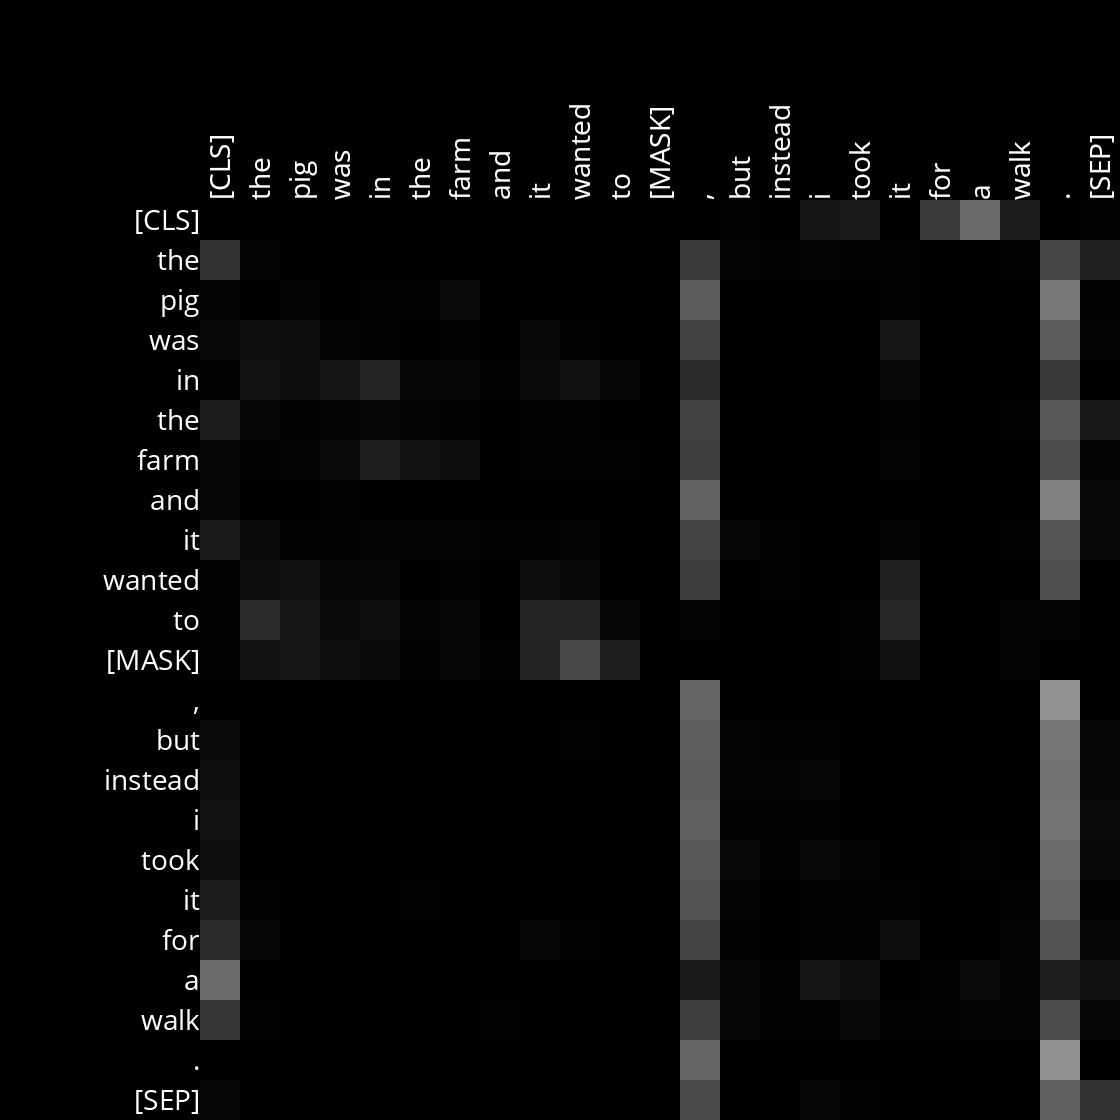 [CLS] the pig was in the farm and it wanted to [MASK] , but instead i took it for a walk . [SEP]
[CLS]
the
pig
was
in
the
farm
and
it
wanted
to
[MASK]
,
but
instead
i
took
it
for
a
walk
.
[SEP]